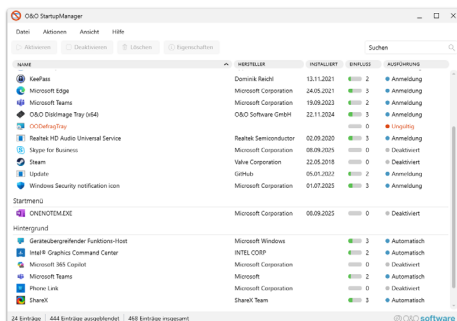 O&O StartupManager
Datei Aktionen Ansicht Hilfe
Aktivieren Deaktivieren Löschen Eigenschaften Suchen
NAME HERSTELLER INSTALLIERT EINFLUSS AUSFÜHRUNG
KeePass Dominik Reichl 13.11.2021 2 Anmeldung
Microsoft Edge Microsoft Corporation 24.05.2021 3 Anmeldung
Microsoft Teams Microsoft Corporation 19.09.2023 2 Anmeldung
O&O DiskImage Tray (x64) O&O Software GmbH 22.11.2024 3 Anmeldung
OODefragTray 0 Ungültig
Realtek HD Audio Universal Service Realtek Semiconductor 02.09.2020 3 Anmeldung
Skype for Business Microsoft Corporation 08.09.2025 0 Deaktiviert
Steam Valve Corporation 22.05.2018 0 Deaktiviert
Update GitHub 05.01.2022 2 Anmeldung
Windows Security notification icon Microsoft Corporation 01.07.2025 3 Anmeldung
Startmenü
ONENOTEM.EXE Microsoft Corporation 08.09.2025 0 Deaktiviert
Hintergrund
Geräteübergreifender Funktions-Host Microsoft Windows 3 Automatisch
Intel® Graphics Command Center INTEL CORP 2 Automatisch
Microsoft 365 Copilot Microsoft Corporation 0 Deaktiviert
Microsoft Teams Microsoft 2 Automatisch
Phone Link Microsoft Corporation 0 Deaktiviert
ShareX ShareX Team 3 Automatisch
24 Einträge 444 Einträge ausgeblendet 468 Einträge insgesamt O&O software